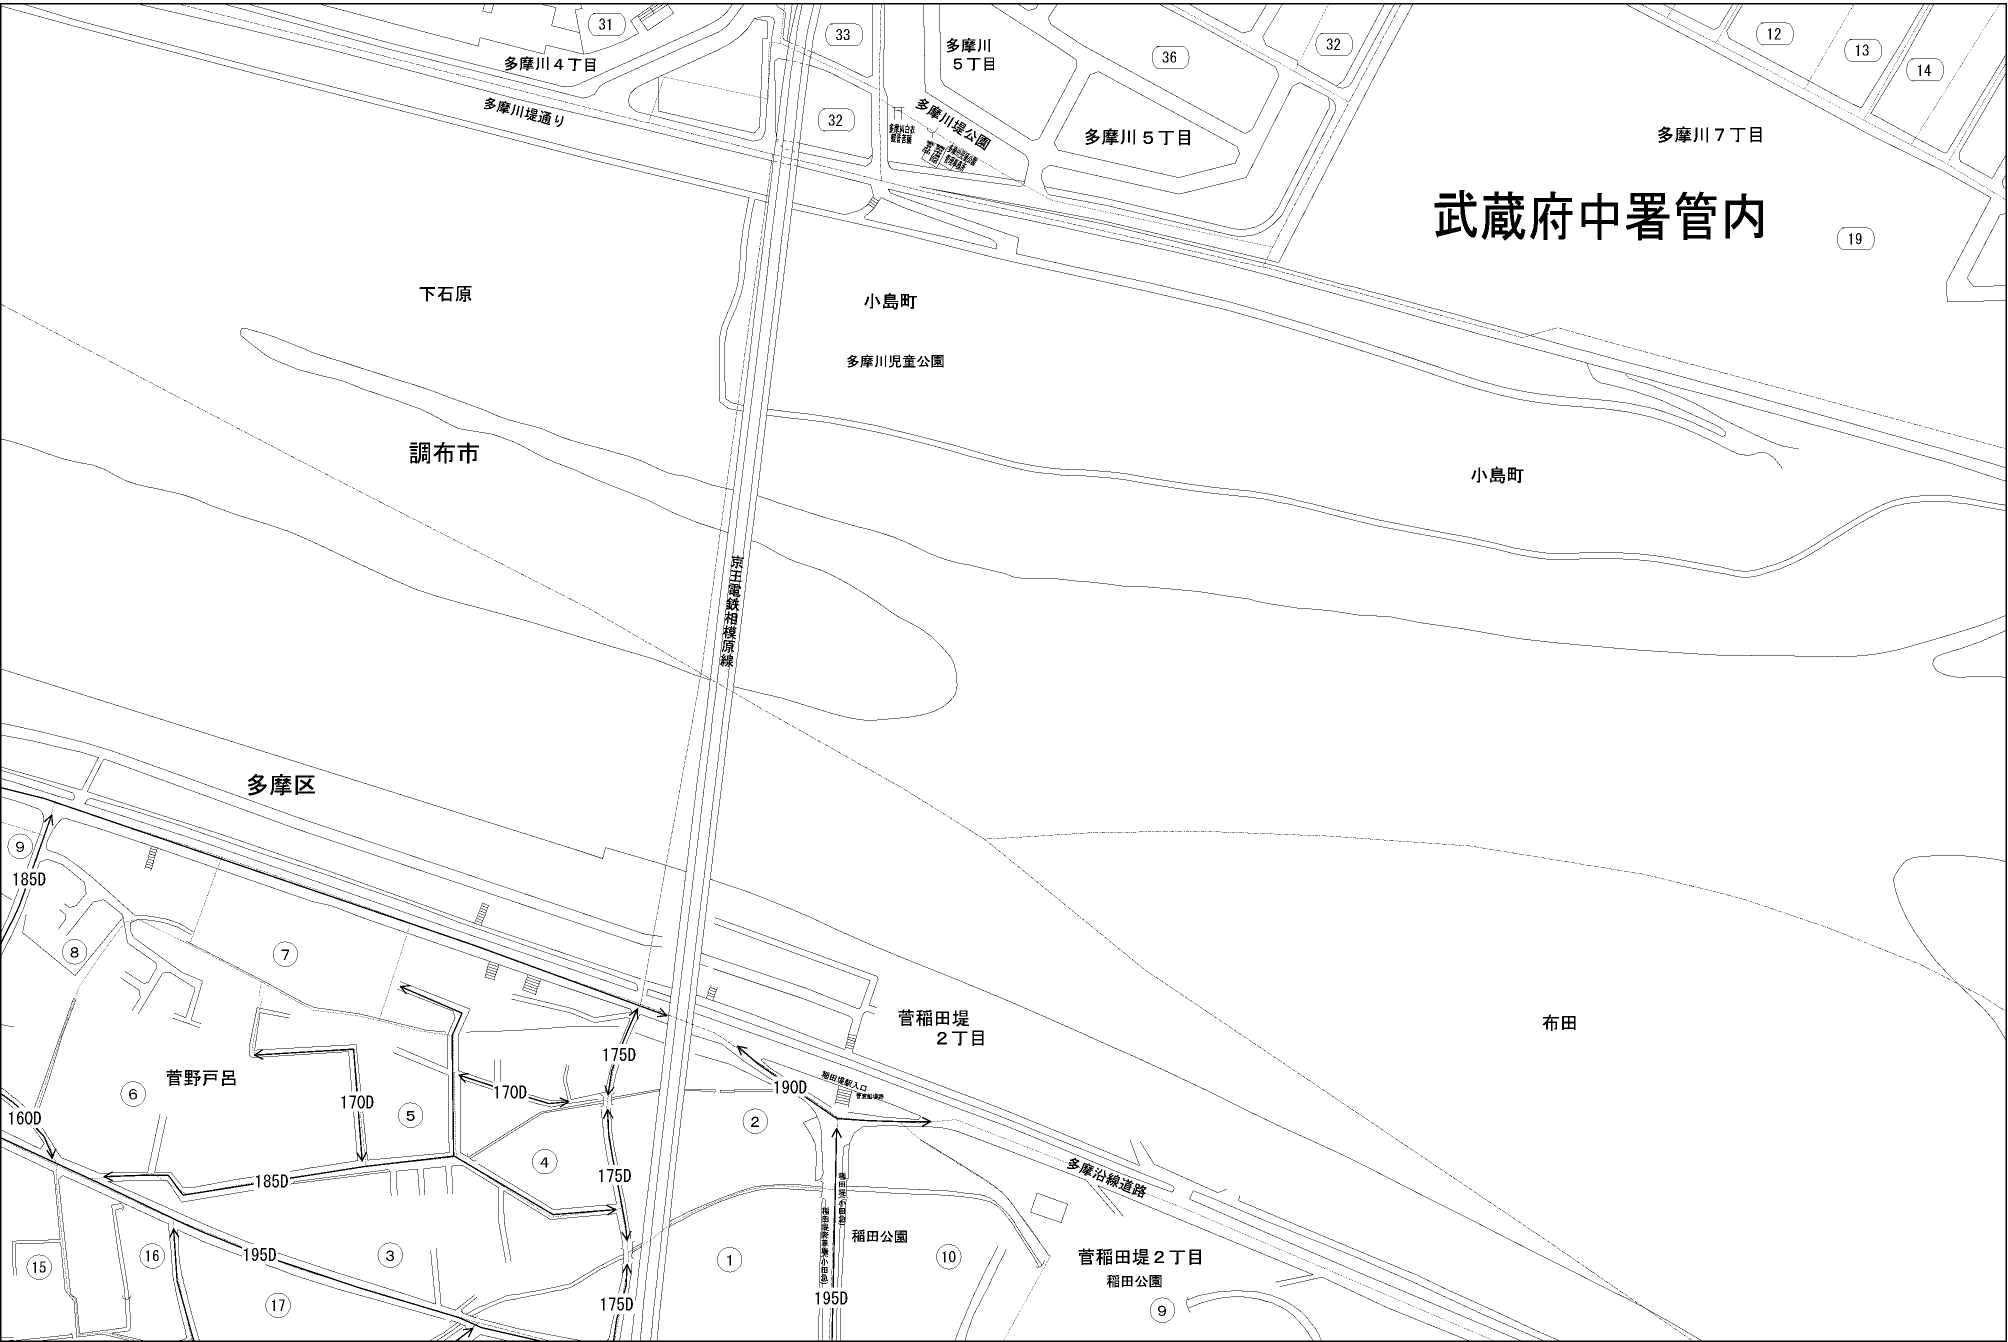 31
多摩川４丁目
多摩川堤通り
33
32
多摩川
５丁目
多摩川堤公園
多摩川５丁目
36
32
12
13
14
多摩川７丁目
武蔵府中署管内
19
下石原
小島町
多摩川児童公園
調布市
小島町
京王電鉄相模原線
多摩区
9
185D
8
7
菅稲田堤
２丁目
布田
175D
菅野戸呂
6
170D
5
170D
190D
稲田堤駅入口
160D
2
4
185D
175D
多摩沿線道路
稲田公園
菅稲田堤２丁目
稲田公園
15
16
195D
3
1
10
17
175D
195D
9